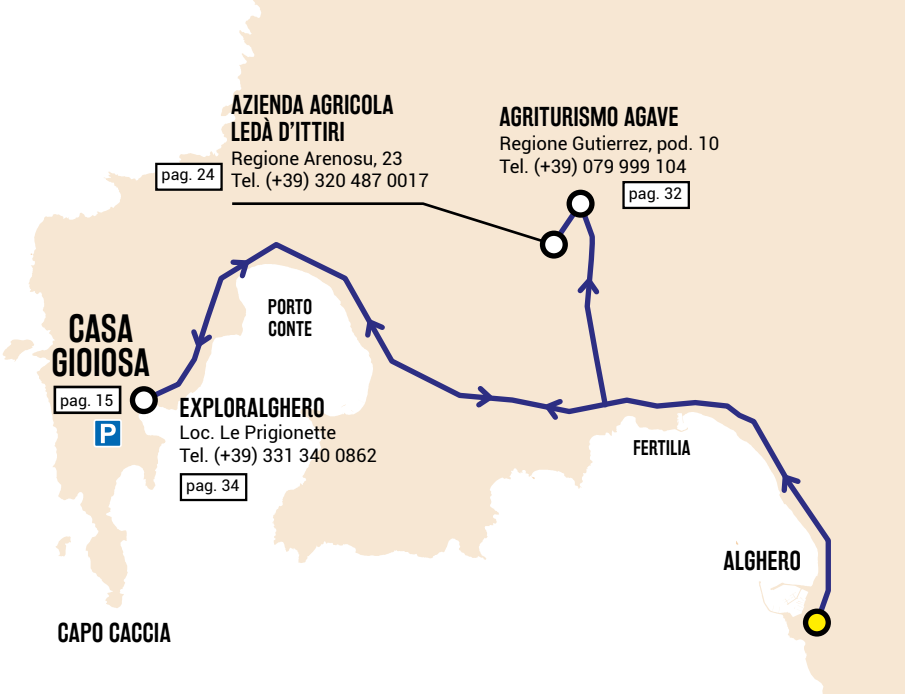 AZIENDA AGRICOLA
LEDÀ D'ITTIRI
Regione Arenosu, 23
pag. 24
Tel. (+39) 320 487 0017
AGRITURISMO AGAVE
Regione Gutierrez, pod. 10
Tel. (+39) 079 999 104
pag. 32
PORTO
CONTE
CASA
GIOIOSA
pag. 15
P
EXPLORALGHERO
Loc. Le Prigionette
Tel. (+39) 331 340 0862
pag. 34
FERTILIA
ALGHERO
CAPO CACCIA